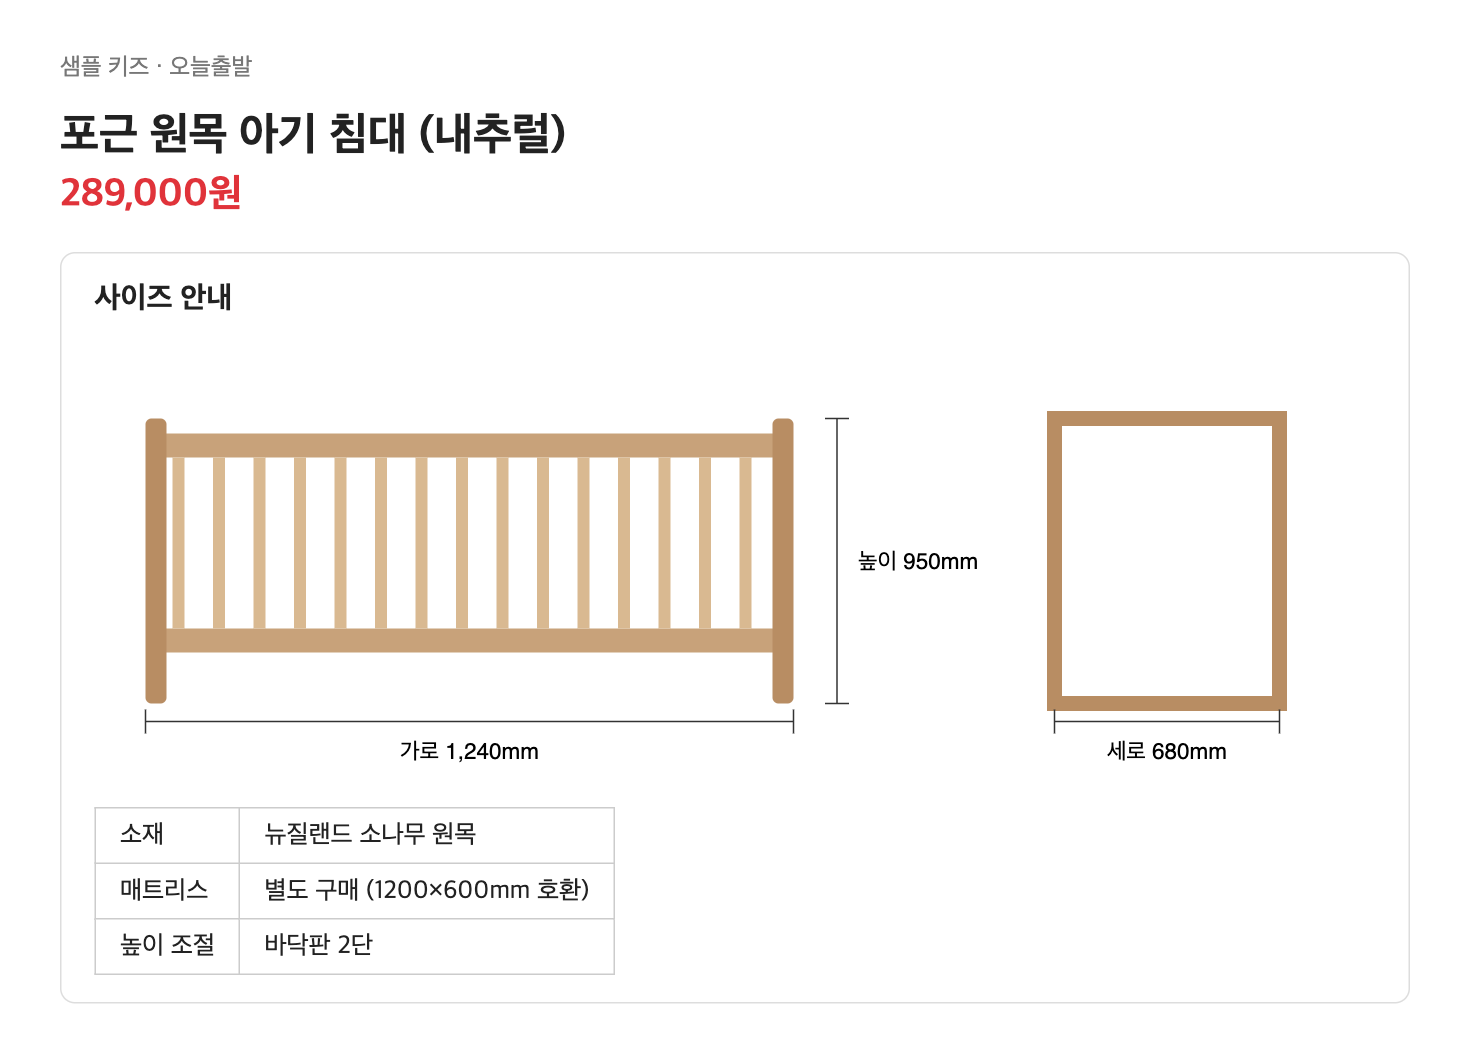 샘플 키즈 · 오늘출발
포근 원목 아기 침대 (내추럴)
289,000원
사이즈 안내
높이 950mm
가로 1,240mm
세로 680mm
소재 뉴질랜드 소나무 원목
매트리스 별도 구매 (1200×600mm 호환)
높이 조절 바닥판 2단